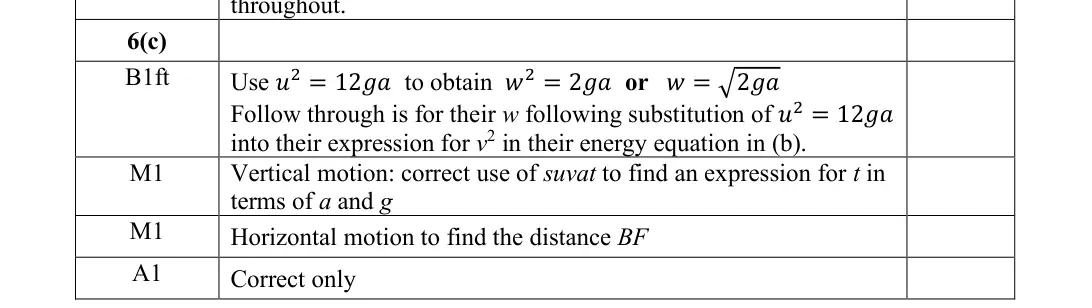 throughout.
6(c)
B1ft Use u² = 12ga to obtain w² = 2ga or w = √2ga
Follow through is for their w following substitution of u² = 12ga
into their expression for v² in their energy equation in (b).
M1 Vertical motion: correct use of suvat to find an expression for t in
terms of a and g
M1 Horizontal motion to find the distance BF
A1 Correct only